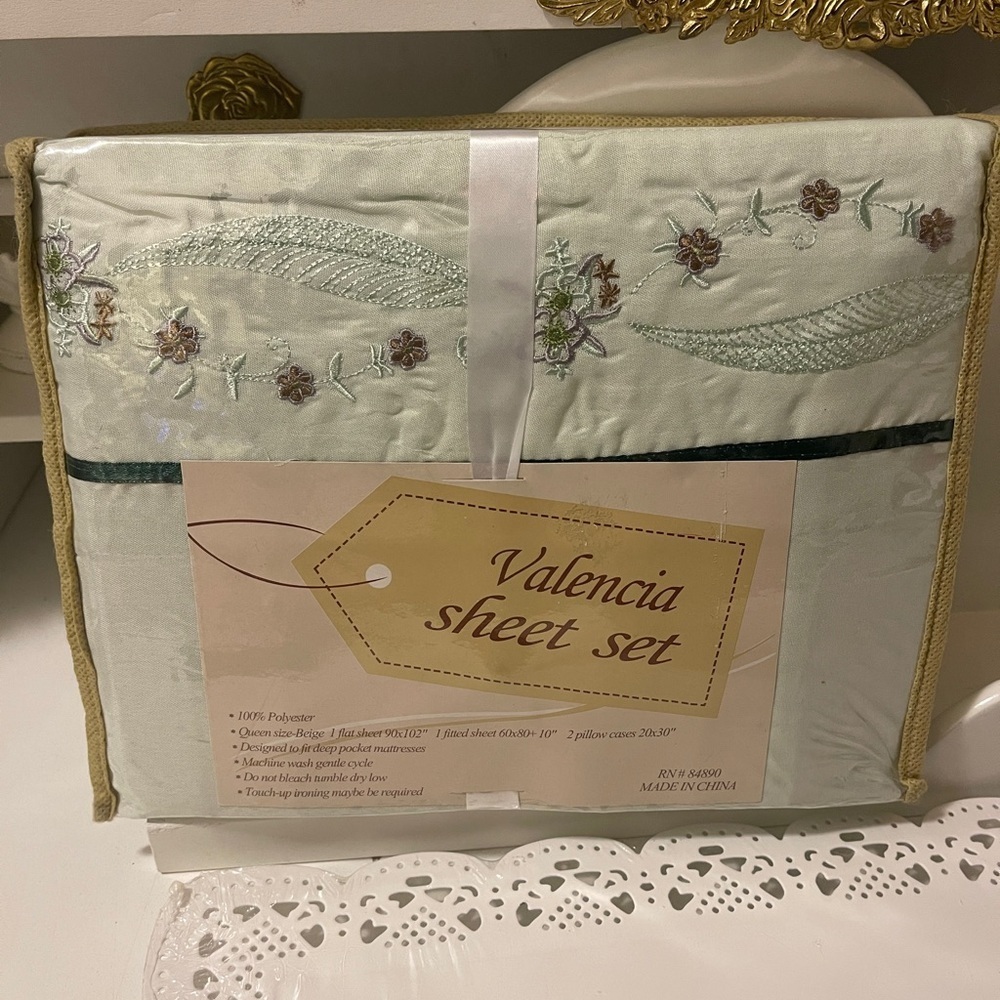 Valencia
sheet set
• 100% Polyester
• Queen size-Beige 1 flat sheet 90x102" 1 fitted sheet 60x80+10" 2 pillow cases 20x30"
• Designed to fit deep pocket mattresses
• Machine wash gentle cycle
• Do not bleach tumble dry low
• Touch-up ironing maybe be required
RN # 84890
MADE IN CHINA